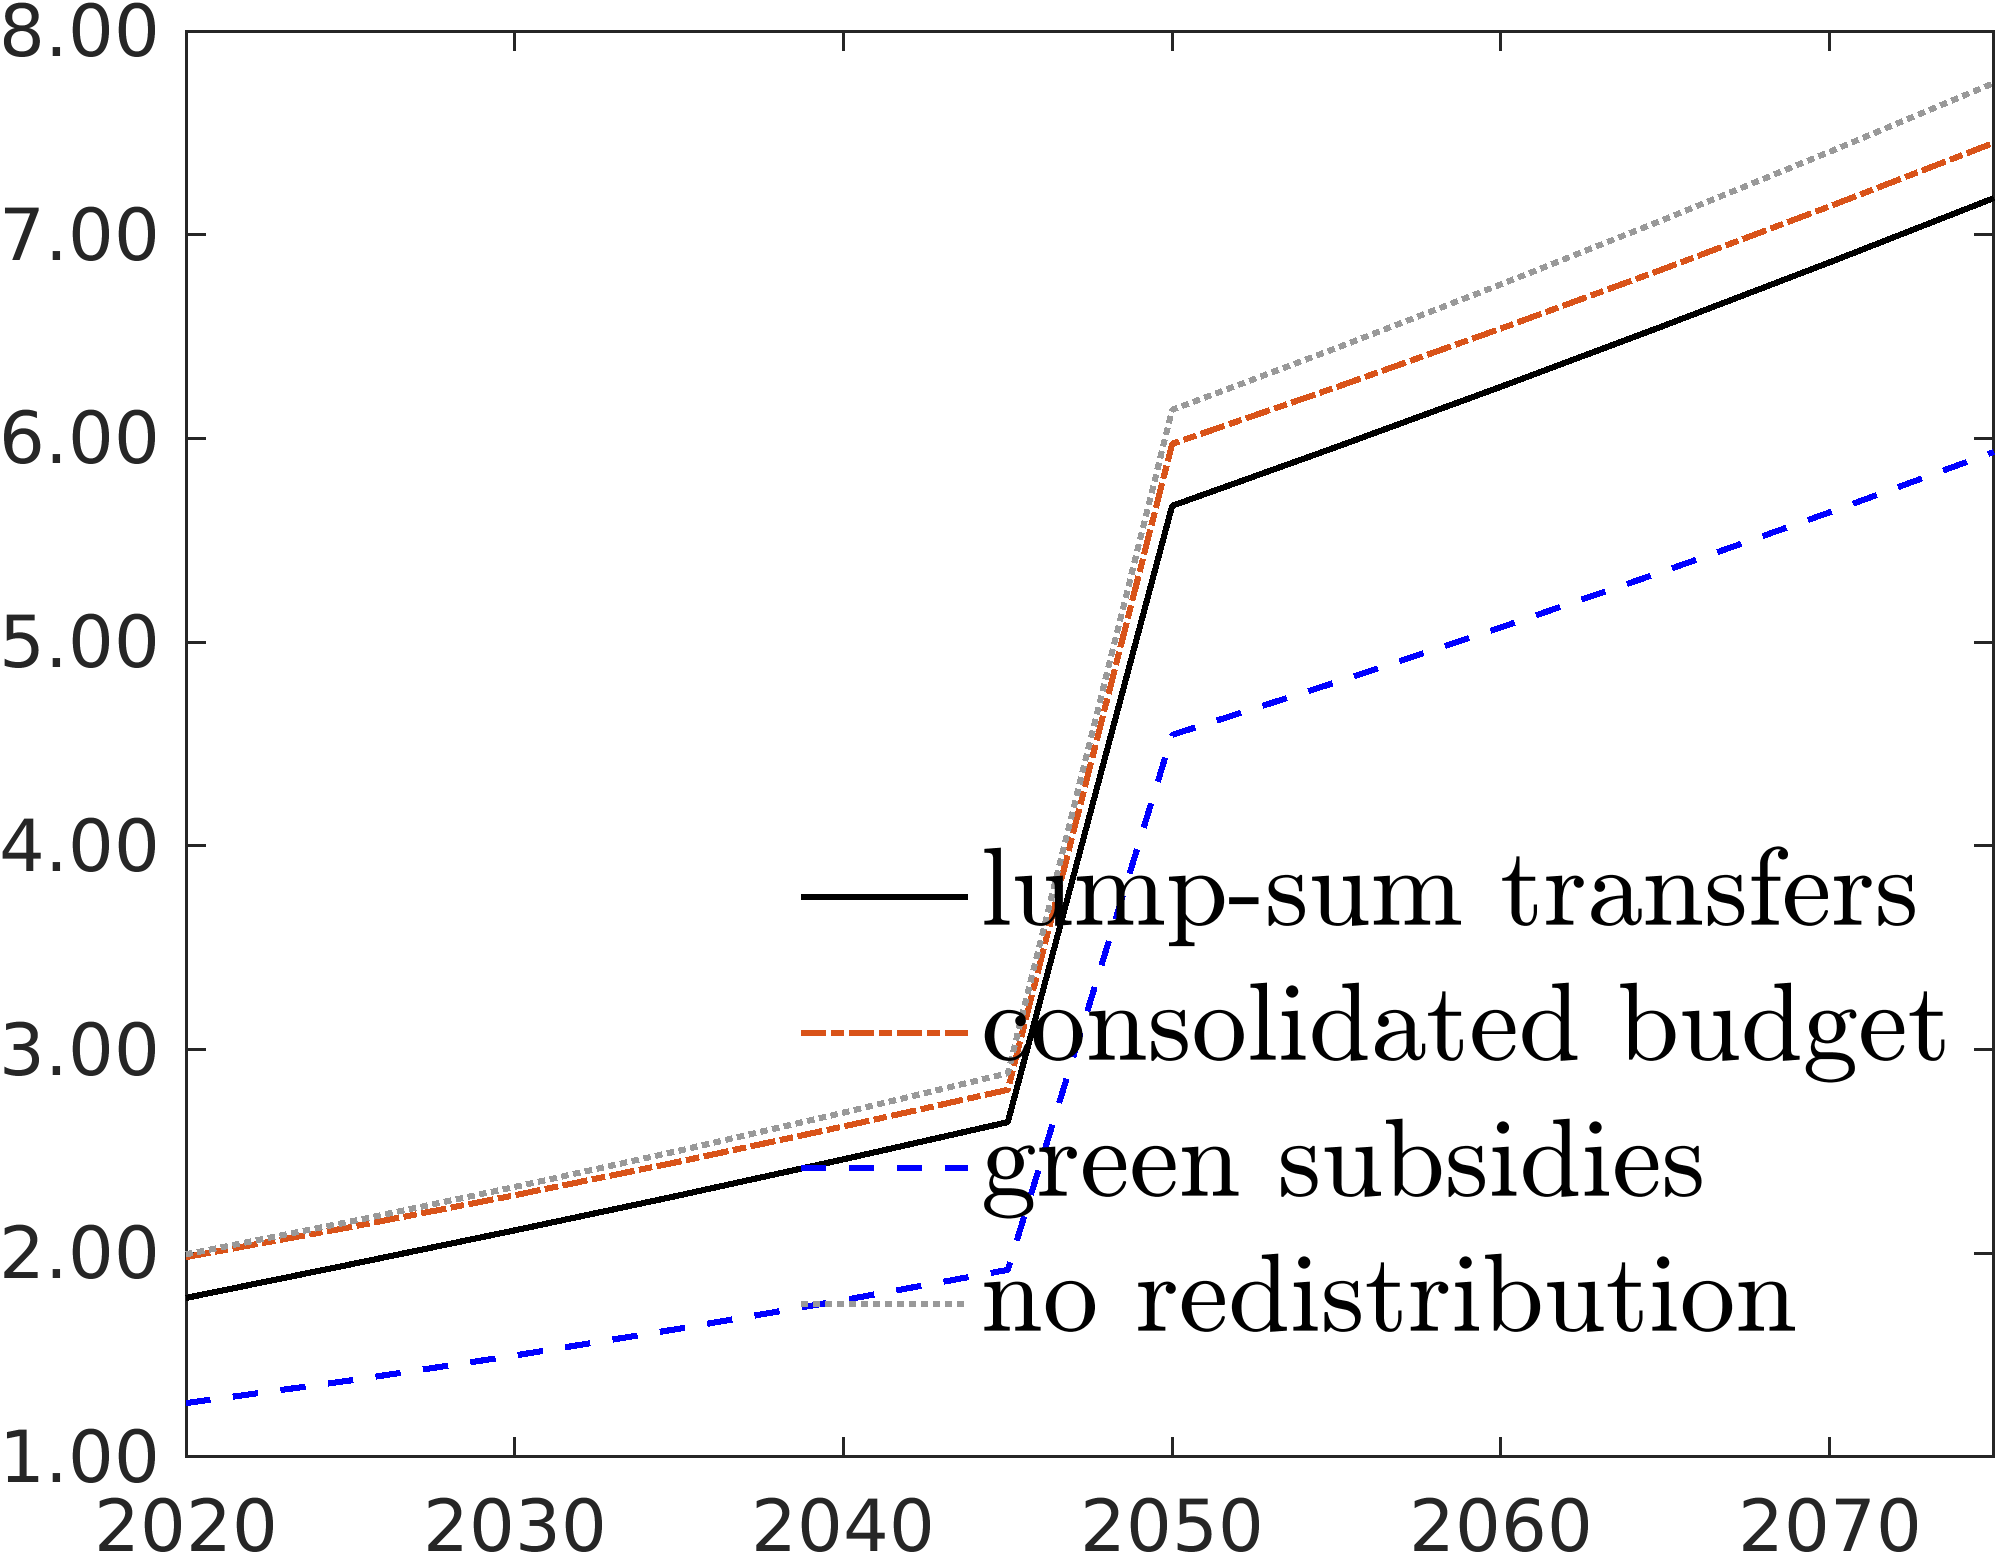 8.00
7.00
6.00
5.00
4.00
3.00
2.00
1.00
lump-sum transfers
consolidated budget
green subsidies
no redistribution
2020 2030 2040 2050 2060 2070